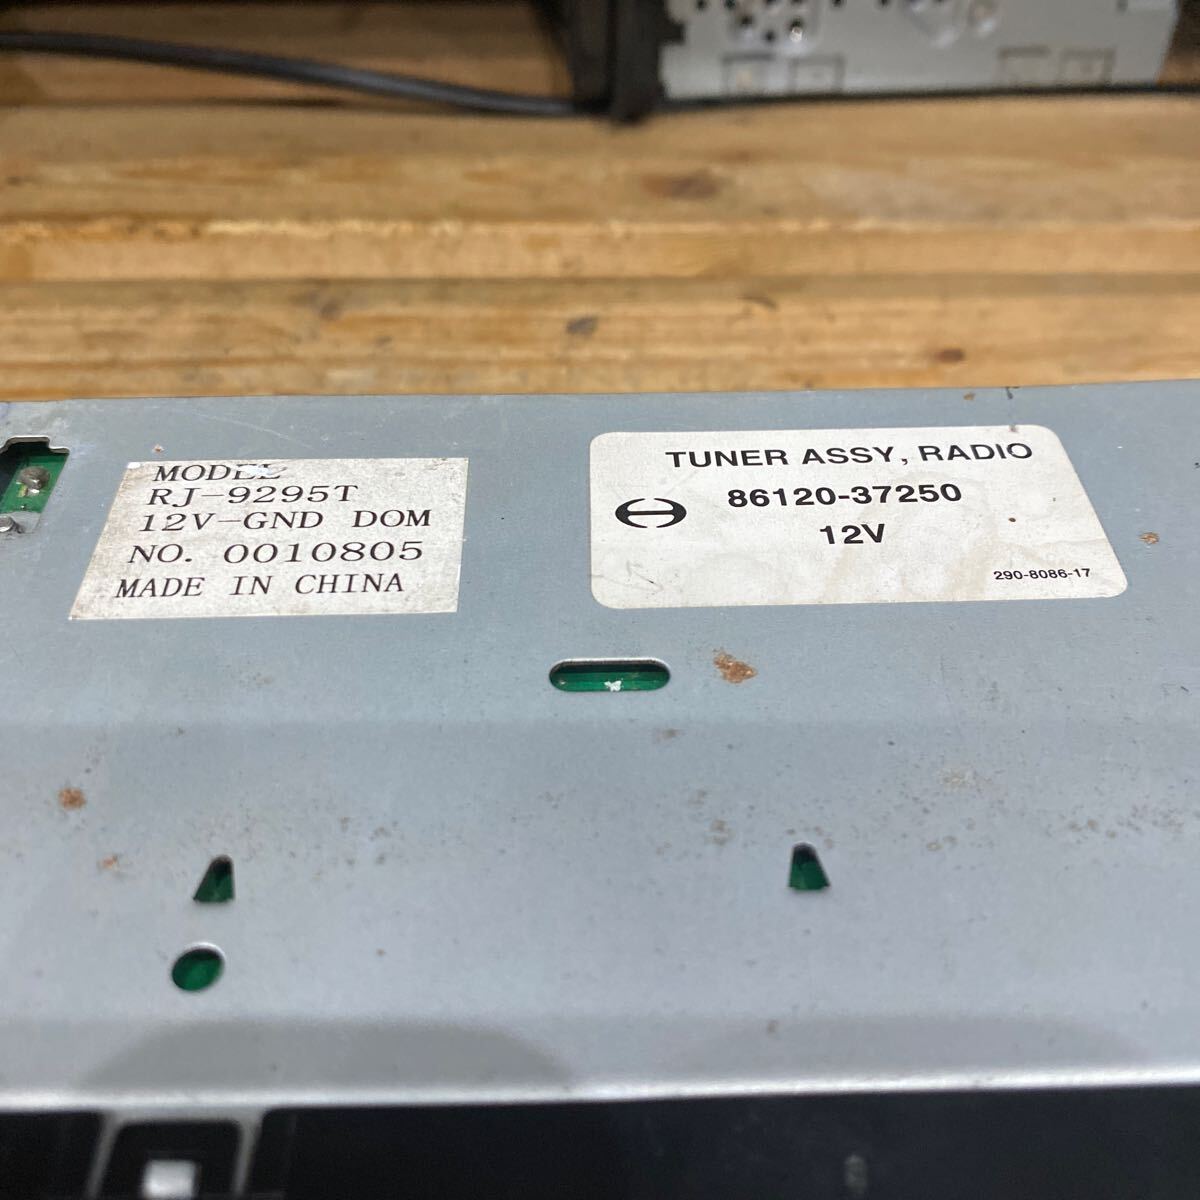 MODEL
RJ-9295T
12V-GND DOM
NO. 0010805
MADE IN CHINA
TUNER ASSY, RADIO
86120-37250
12V
290-8086-17